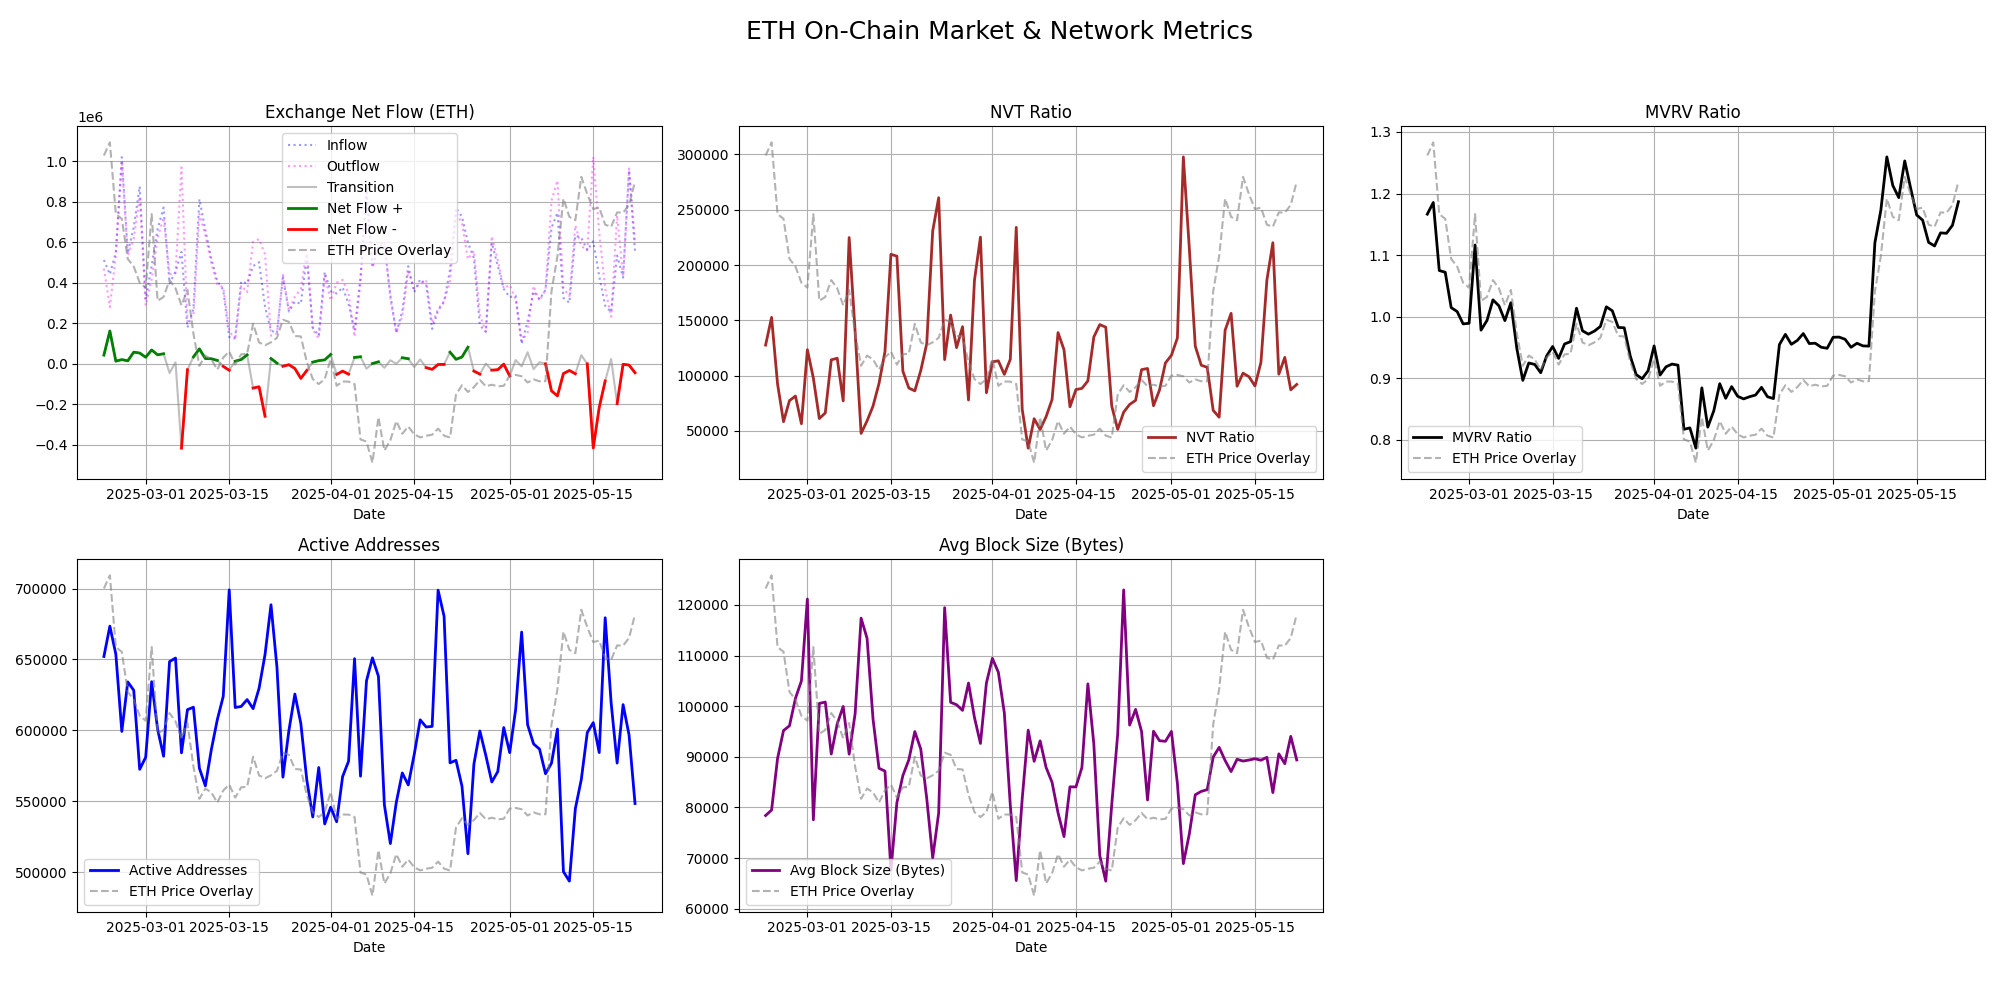 ETH On-Chain Market & Network Metrics
Exchange Net Flow (ETH)
1e6
1.0
0.8
0.6
0.4
0.2
0.0
−0.2
−0.4
Inflow
Outflow
Transition
Net Flow +
Net Flow -
ETH Price Overlay
2025-03-01 2025-03-15 2025-04-01 2025-04-15 2025-05-01 2025-05-15
Date
NVT Ratio
300000
250000
200000
150000
100000
50000
NVT Ratio
ETH Price Overlay
2025-03-01 2025-03-15 2025-04-01 2025-04-15 2025-05-01 2025-05-15
Date
MVRV Ratio
1.3
1.2
1.1
1.0
0.9
0.8
MVRV Ratio
ETH Price Overlay
2025-03-01 2025-03-15 2025-04-01 2025-04-15 2025-05-01 2025-05-15
Date
Active Addresses
700000
650000
600000
550000
500000
Active Addresses
ETH Price Overlay
2025-03-01 2025-03-15 2025-04-01 2025-04-15 2025-05-01 2025-05-15
Date
Avg Block Size (Bytes)
120000
110000
100000
90000
80000
70000
60000
Avg Block Size (Bytes)
ETH Price Overlay
2025-03-01 2025-03-15 2025-04-01 2025-04-15 2025-05-01 2025-05-15
Date